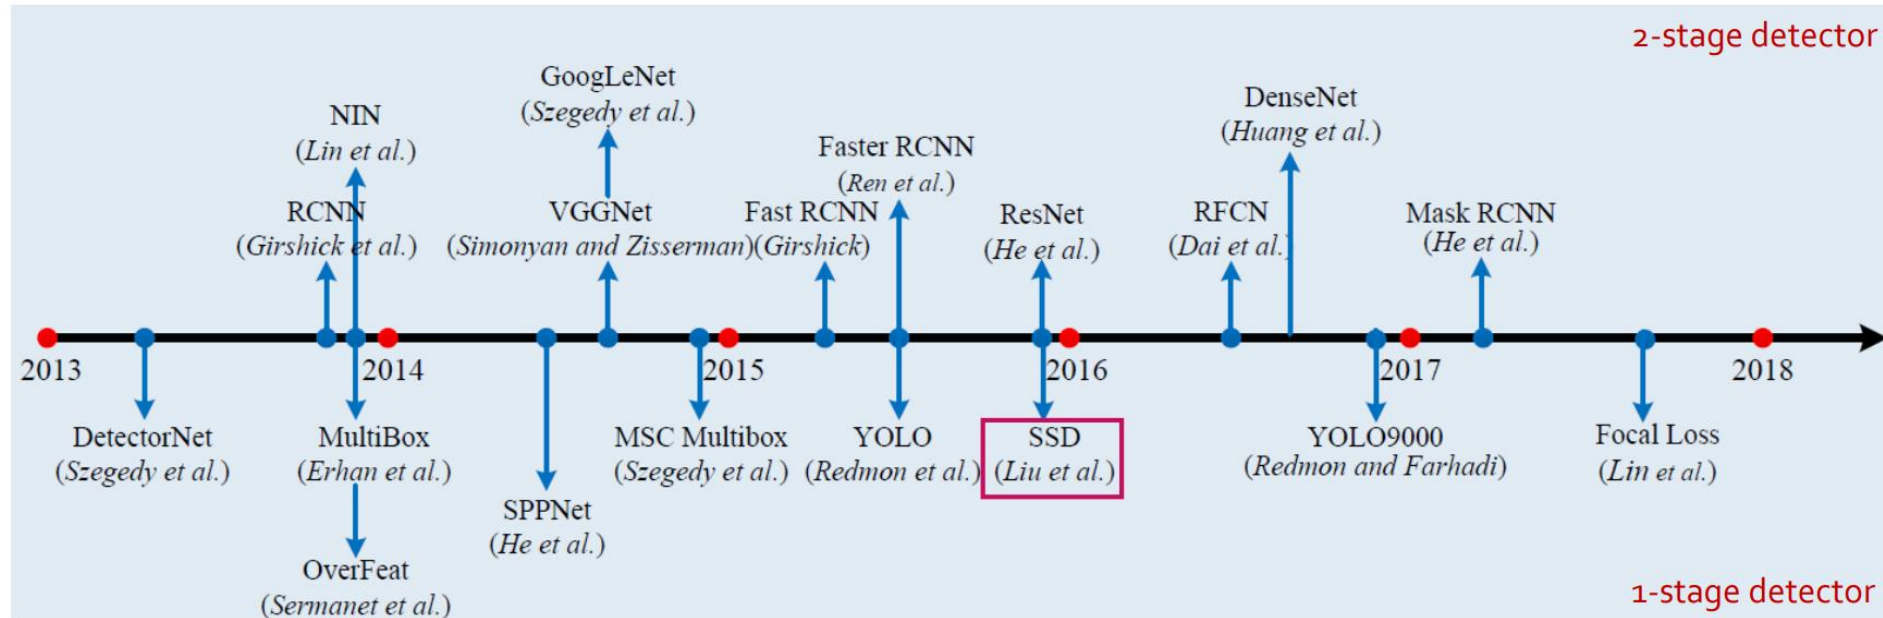 2-stage detector
GoogLeNet
(Szegedy et al.)
DenseNet
(Huang et al.)
NIN
(Lin et al.)
Faster RCNN
(Ren et al.)
RCNN
(Girshick et al.)
VGGNet
(Simonyan and Zisserman)
Fast RCNN
(Girshick)
ResNet
(He et al.)
RFCN
(Dai et al.)
Mask RCNN
(He et al.)
2013
2014
2015
2016
2017
2018
DetectorNet
(Szegedy et al.)
MultiBox
(Erhan et al.)
MSC Multibox
(Szegedy et al.)
YOLO
(Redmon et al.)
SSD
(Liu et al.)
YOLO9000
(Redmon and Farhadi)
Focal Loss
(Lin et al.)
SPPNet
(He et al.)
OverFeat
(Sermanet et al.)
1-stage detector